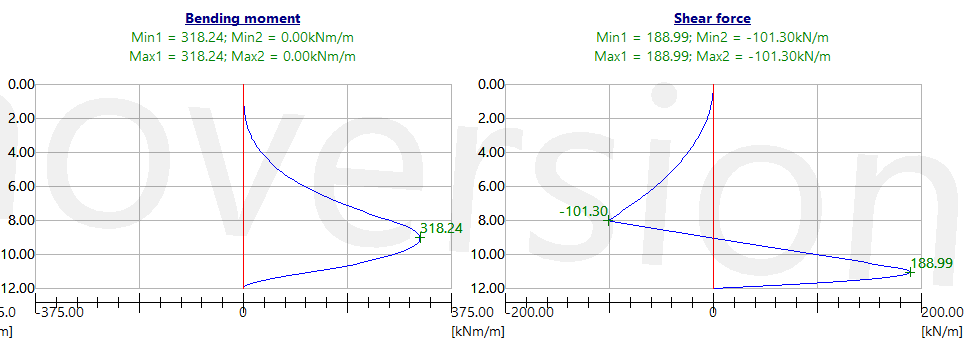 Bending moment
Min1 = 318.24; Min2 = 0.00kNm/m
Max1 = 318.24; Max2 = 0.00kNm/m
0.00
2.00
4.00
6.00
8.00
10.00
12.00
318.24
5.0
-375.00
0
375.00
m]
[kNm/m]
Shear force
Min1 = 188.99; Min2 = -101.30kN/m
Max1 = 188.99; Max2 = -101.30kN/m
0.00
2.00
4.00
6.00
8.00
10.00
12.00
-101.30
188.99
-200.00
0
200.00
[kN/m]
noversion